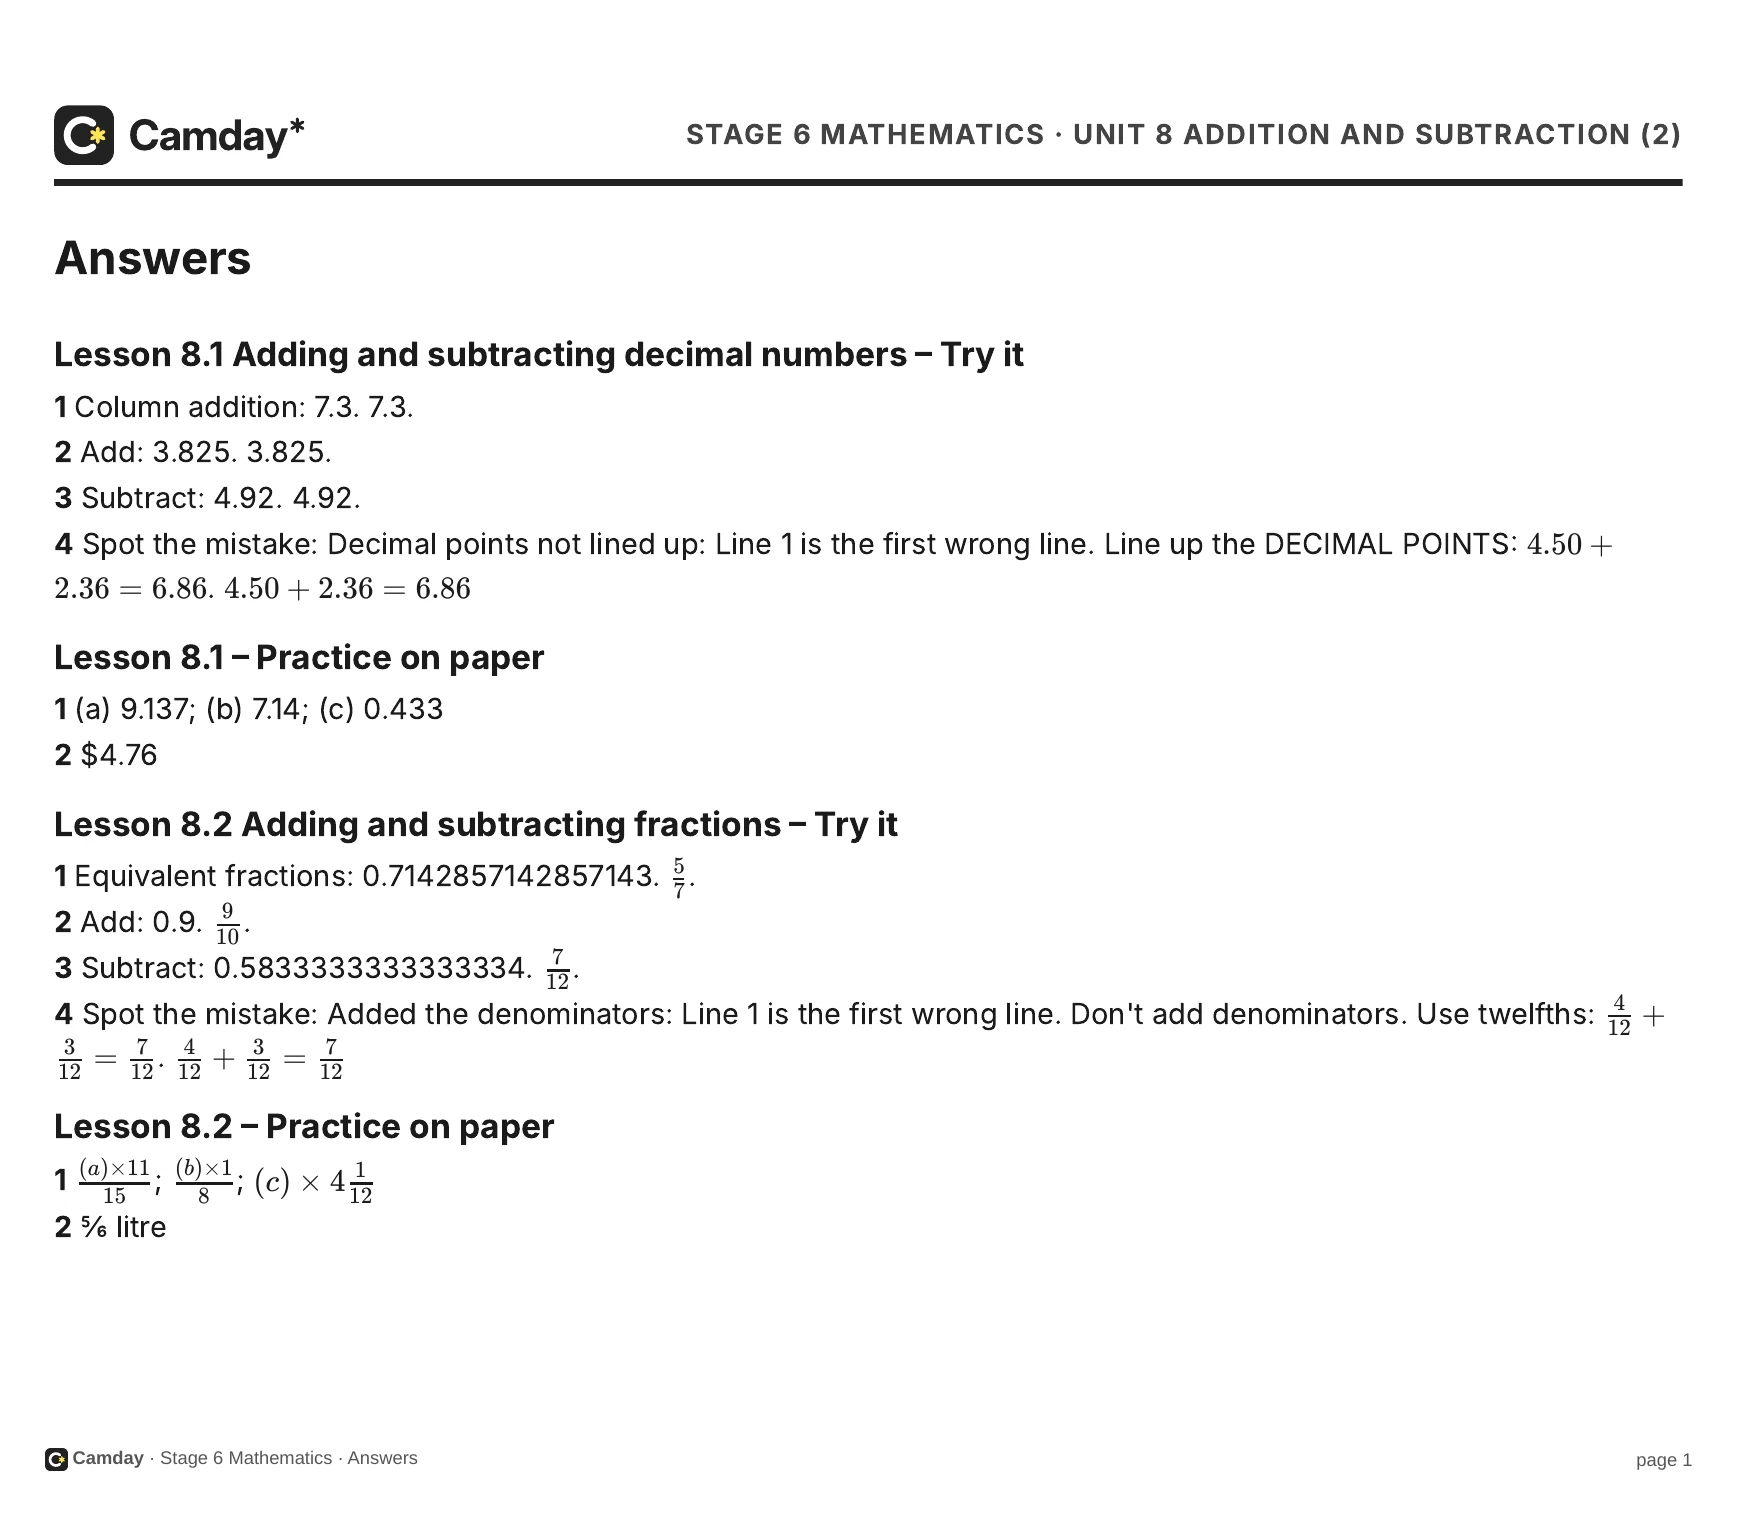 Camday*
STAGE 6 MATHEMATICS · UNIT 8 ADDITION AND SUBTRACTION (2)
Answers
Lesson 8.1 Adding and subtracting decimal numbers – Try it
1 Column addition: 7.3. 7.3.
2 Add: 3.825. 3.825.
3 Subtract: 4.92. 4.92.
4 Spot the mistake: Decimal points not lined up: Line 1 is the first wrong line. Line up the DECIMAL POINTS: 4.50 +
2.36 = 6.86. 4.50 + 2.36 = 6.86
Lesson 8.1 – Practice on paper
1 (a) 9.137; (b) 7.14; (c) 0.433
2 $4.76
Lesson 8.2 Adding and subtracting fractions – Try it
1 Equivalent fractions: 0.7142857142857143. 5/7.
2 Add: 0.9. 9/10.
3 Subtract: 0.5833333333333334. 7/12.
4 Spot the mistake: Added the denominators: Line 1 is the first wrong line. Don't add denominators. Use twelfths: 4/12 +
3/12 = 7/12. 4/12 + 3/12 = 7/12
Lesson 8.2 – Practice on paper
1 (a)×11/15; (b)×1/8; (c) × 4 1/12
2 ⅚ litre
Camday · Stage 6 Mathematics · Answers
page 1